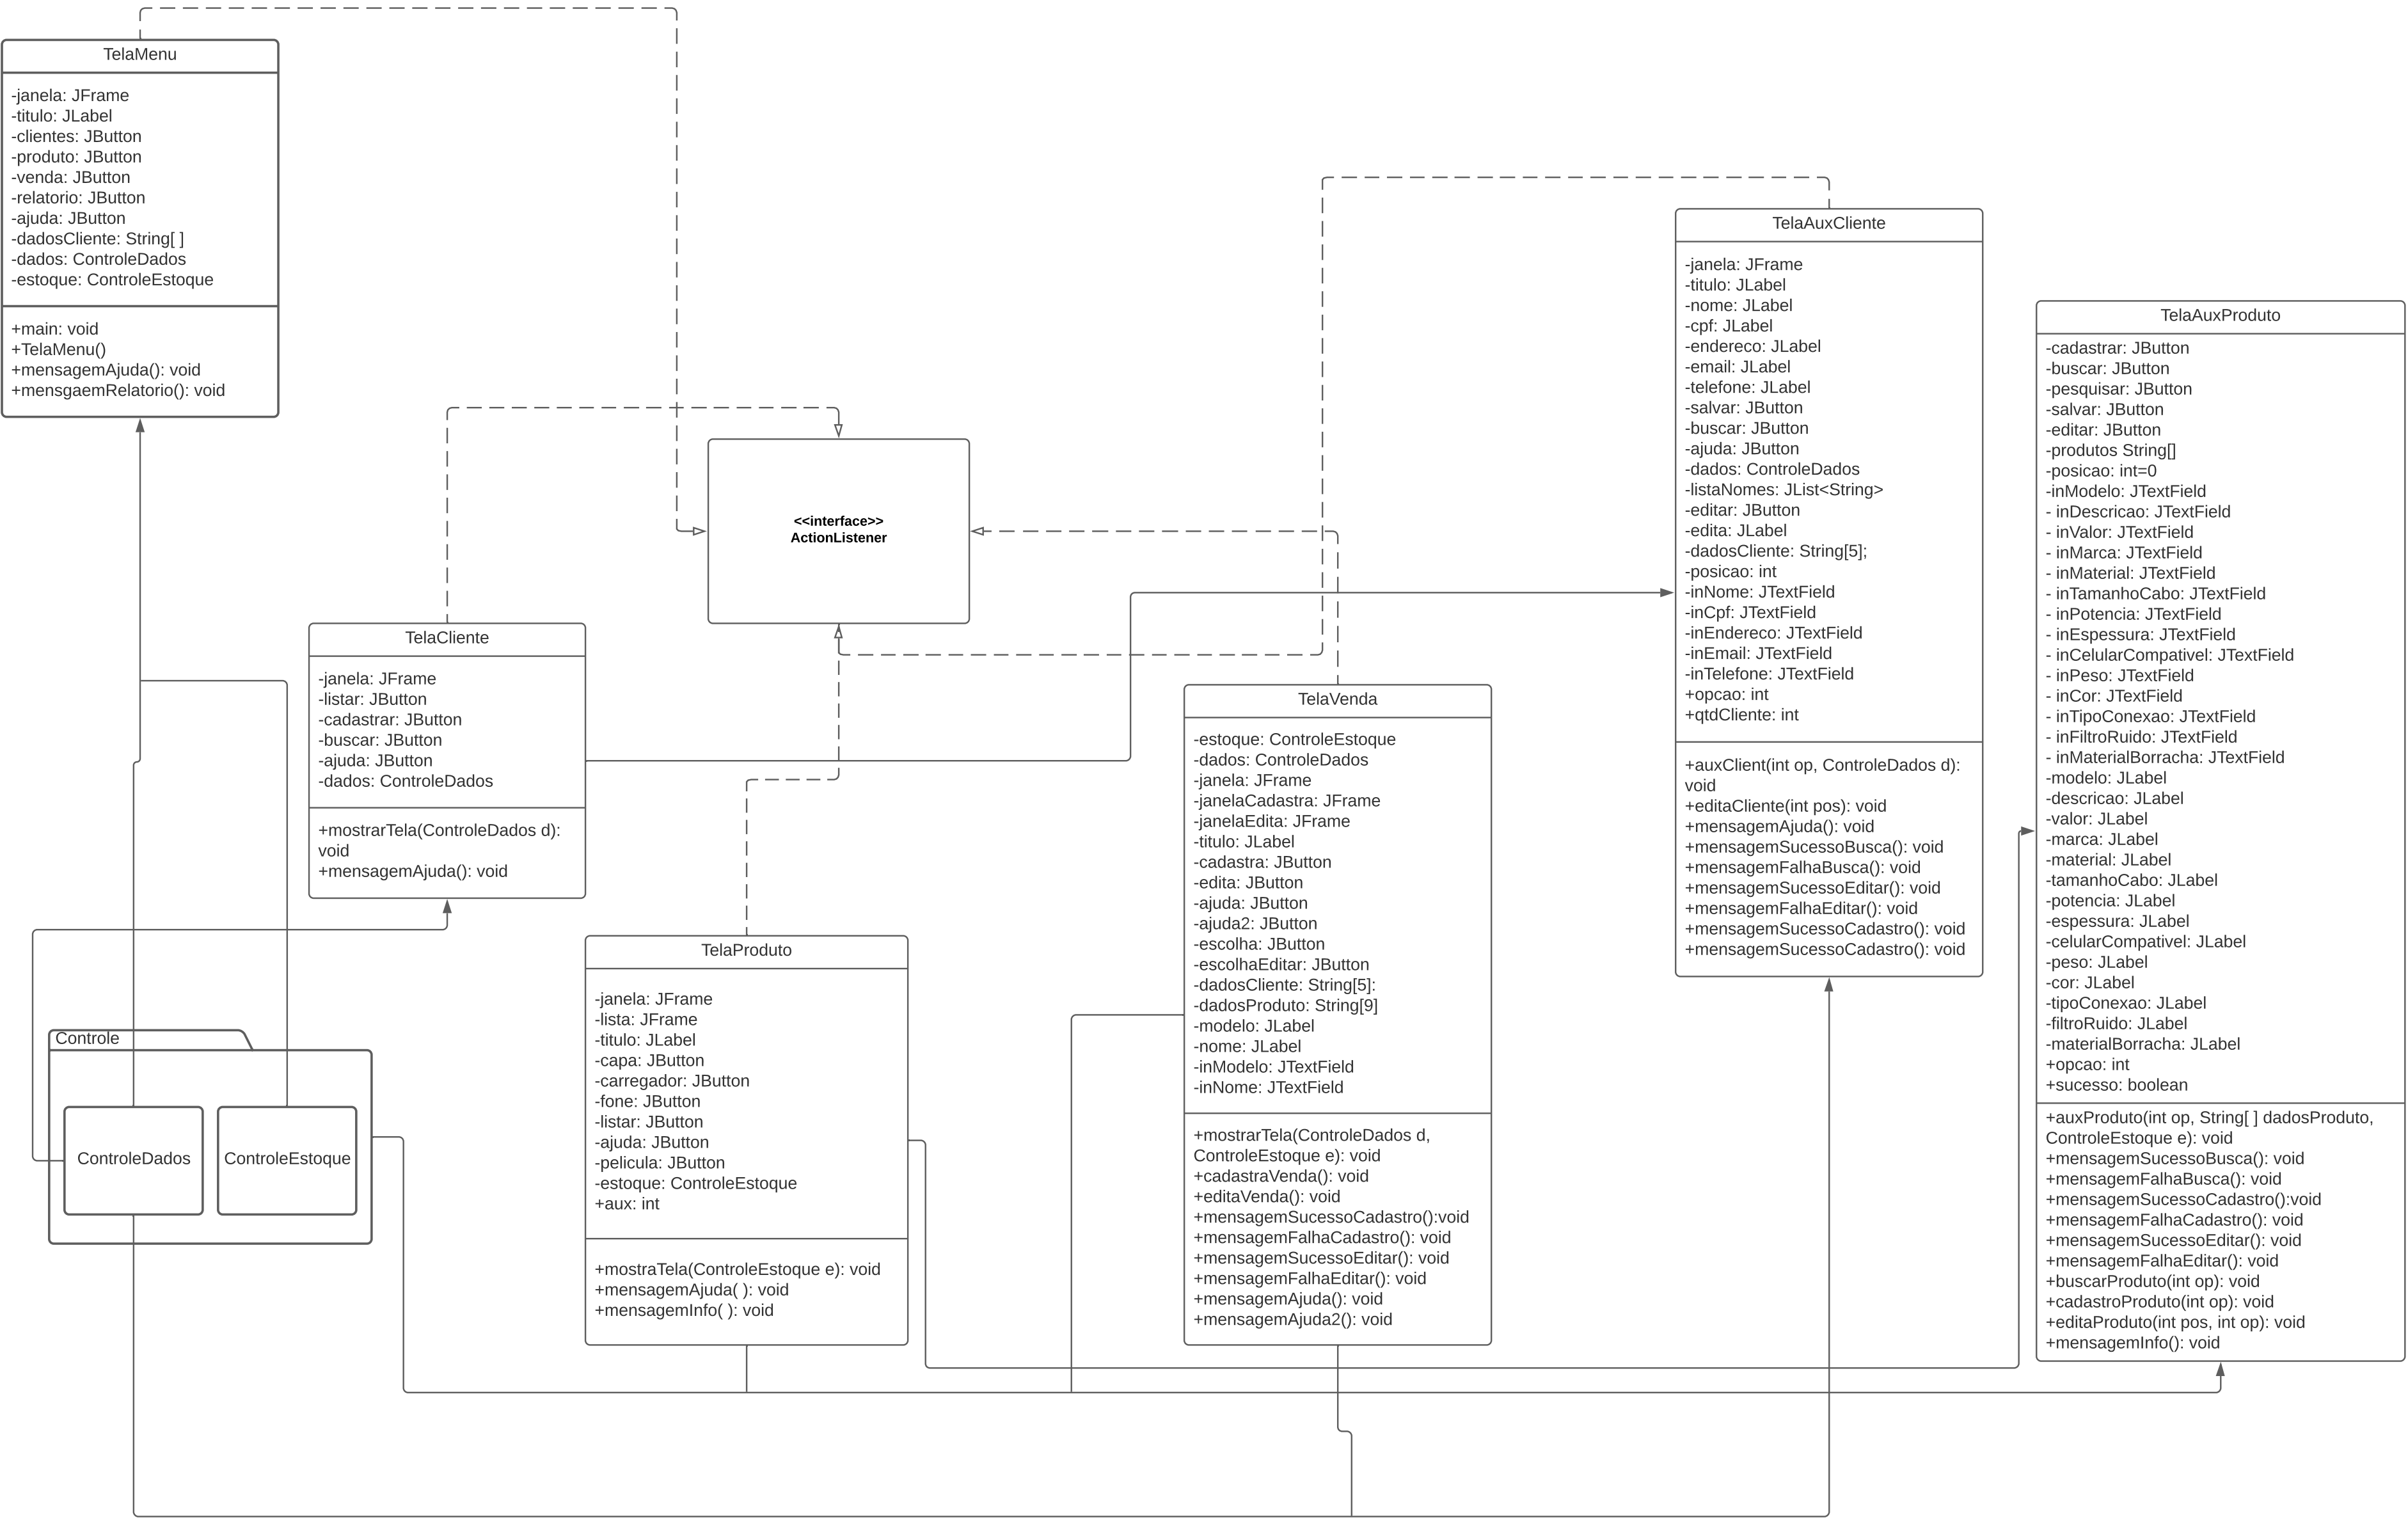 TelaMenu
-janela: JFrame
-titulo: JLabel
-clientes: JButton
-produto: JButton
-venda: JButton
-relatorio: JButton
-ajuda: JButton
-dadosCliente: String[ ]
-dados: ControleDados
-estoque: ControleEstoque
+main: void
+TelaMenu()
+mensagemAjuda(): void
+mensgaemRelatorio(): void
<<interface>>
ActionListener
TelaCliente
-janela: JFrame
-listar: JButton
-cadastrar: JButton
-buscar: JButton
-ajuda: JButton
-dados: ControleDados
+mostrarTela(ControleDados d):
void
+mensagemAjuda(): void
Controle
ControleDados
ControleEstoque
TelaProduto
-janela: JFrame
-lista: JFrame
-titulo: JLabel
-capa: JButton
-carregador: JButton
-fone: JButton
-listar: JButton
-ajuda: JButton
-pelicula: JButton
-estoque: ControleEstoque
+aux: int
+mostraTela(ControleEstoque e): void
+mensagemAjuda( ): void
+mensagemInfo( ): void
TelaVenda
-estoque: ControleEstoque
-dados: ControleDados
-janela: JFrame
-janelaCadastra: JFrame
-janelaEdita: JFrame
-titulo: JLabel
-cadastra: JButton
-edita: JButton
-ajuda: JButton
-ajuda2: JButton
-escolha: JButton
-escolhaEditar: JButton
-dadosCliente: String[5]:
-dadosProduto: String[9]
-modelo: JLabel
-nome: JLabel
-inModelo: JTextField
-inNome: JTextField
+mostrarTela(ControleDados d,
ControleEstoque e): void
+cadastraVenda(): void
+editaVenda(): void
+mensagemSucessoCadastro():void
+mensagemFalhaCadastro(): void
+mensagemSucessoEditar(): void
+mensagemFalhaEditar(): void
+mensagemAjuda(): void
+mensagemAjuda2(): void
TelaAuxCliente
-janela: JFrame
-titulo: JLabel
-nome: JLabel
-cpf: JLabel
-endereco: JLabel
-email: JLabel
-telefone: JLabel
-salvar: JButton
-buscar: JButton
-ajuda: JButton
-dados: ControleDados
-listaNomes: JList<String>
-editar: JButton
-edita: JLabel
-dadosCliente: String[5];
-posicao: int
-inNome: JTextField
-inCpf: JTextField
-inEndereco: JTextField
-inEmail: JTextField
-inTelefone: JTextField
+opcao: int
+qtdCliente: int
+auxClient(int op, ControleDados d):
void
+editaCliente(int pos): void
+mensagemAjuda(): void
+mensagemSucessoBusca(): void
+mensagemFalhaBusca(): void
+mensagemSucessoEditar(): void
+mensagemFalhaEditar(): void
+mensagemSucessoCadastro(): void
+mensagemSucessoCadastro(): void
TelaAuxProduto
-cadastrar: JButton
-buscar: JButton
-pesquisar: JButton
-salvar: JButton
-editar: JButton
-produtos String[]
-posicao: int=0
-inModelo: JTextField
- inDescricao: JTextField
- inValor: JTextField
- inMarca: JTextField
- inMaterial: JTextField
- inTamanhoCabo: JTextField
- inPotencia: JTextField
- inEspessura: JTextField
- inCelularCompativel: JTextField
- inPeso: JTextField
- inCor: JTextField
- inTipoConexao: JTextField
- inFiltroRuido: JTextField
- inMaterialBorracha: JTextField
-modelo: JLabel
-descricao: JLabel
-valor: JLabel
-marca: JLabel
-material: JLabel
-tamanhoCabo: JLabel
-potencia: JLabel
-espessura: JLabel
-celularCompativel: JLabel
-peso: JLabel
-cor: JLabel
-tipoConexao: JLabel
-filtroRuido: JLabel
-materialBorracha: JLabel
+opcao: int
+sucesso: boolean
+auxProduto(int op, String[ ] dadosProduto,
ControleEstoque e): void
+mensagemSucessoBusca(): void
+mensagemFalhaBusca(): void
+mensagemSucessoCadastro():void
+mensagemFalhaCadastro(): void
+mensagemSucessoEditar(): void
+mensagemFalhaEditar(): void
+buscarProduto(int op): void
+cadastroProduto(int op): void
+editaProduto(int pos, int op): void
+mensagemInfo(): void